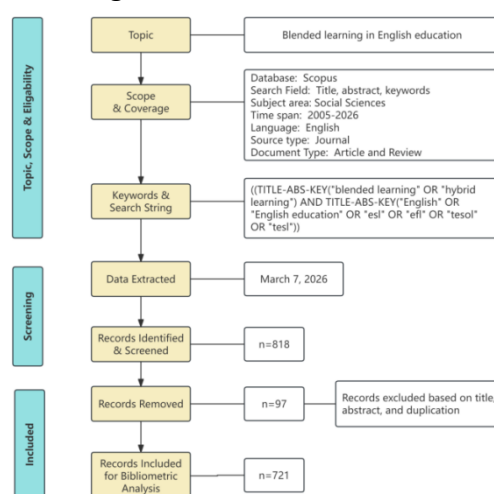 Topic, Scope & Eligability
Topic
Blended learning in English education
Scope
& Coverage
Database: Scopus
Search Field: Title, abstract, keywords
Subject area: Social Sciences
Time span: 2005-2026
Language: English
Source type: Journal
Document Type: Article and Review
Keywords &
Search String
((TITLE-ABS-KEY("blended learning" OR "hybrid
learning") AND TITLE-ABS-KEY("English" OR
"English education" OR "esl" OR "efl" OR "tesol"
OR "tesl"))
Screening
Data Extracted
March 7, 2026
Records Identified
& Screened
n=818
Included
Records Removed
n=97
Records excluded based on title,
abstract, and duplication
Records Included
for Bibliometric
Analysis
n=721